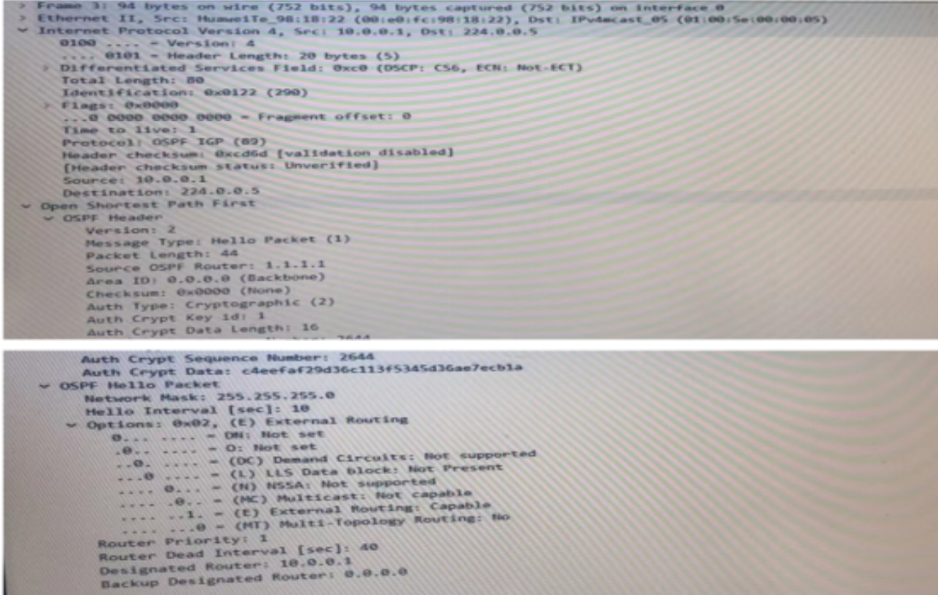 > Frame 3: 94 bytes on wire (752 bits), 94 bytes captured (752 bits) on interface 0
> Ethernet II, Src: HuaweiTe_98:18:22 (00:e0:fc:98:18:22), Dst: IPv4mcast_05 (01:00:5e:00:00:05)
Internet Protocol Version 4, Src: 10.0.0.1, Dst: 224.0.0.5
0100 .... = Version: 4
.... 0101 = Header Length: 20 bytes (5)
> Differentiated Services Field: 0xc0 (DSCP: CS6, ECN: Not-ECT)
Total Length: 80
Identification: 0x0122 (290)
> Flags: 0x0000
...0 0000 0000 0000 = Fragment offset: 0
Time to live: 1
Protocol: OSPF IGP (89)
Header checksum: 0xcd6d [validation disabled]
[Header checksum status: Unverified]
Source: 10.0.0.1
Destination: 224.0.0.5
Open Shortest Path First
OSPF Header
Version: 2
Message Type: Hello Packet (1)
Packet Length: 44
Source OSPF Router: 1.1.1.1
Area ID: 0.0.0.0 (Backbone)
Checksum: 0x0000 (None)
Auth Type: Cryptographic (2)
Auth Crypt Key id: 1
Auth Crypt Data Length: 16
Auth Crypt Sequence Number: 2644
Auth Crypt Data: c4eefaf29d36c113f5345d36ae7ecb1a
OSPF Hello Packet
Network Mask: 255.255.255.0
Hello Interval [sec]: 10
Options: 0x02, (E) External Routing
0... .... = DN: Not set
.0.. .... = O: Not set
..0. .... = (DC) Demand Circuits: Not supported
...0 .... = (L) LLS Data block: Not Present
.... 0... = (N) NSSA: Not supported
.... .0.. = (MC) Multicast: Not capable
.... ..1. = (E) External Routing: Capable
.... ...0 = (MT) Multi-Topology Routing: No
Router Priority: 1
Router Dead Interval [sec]: 40
Designated Router: 10.0.0.1
Backup Designated Router: 0.0.0.0